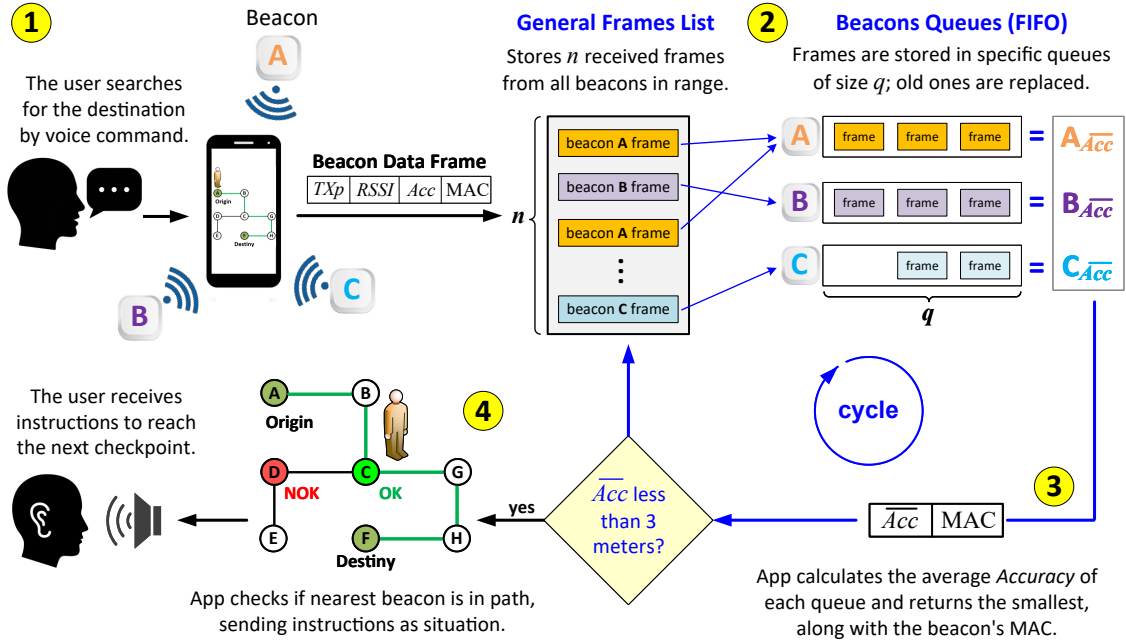 1
Beacon
A
The user searches
for the destination
by voice command.
A
B
Origin
D
C
G
E
Destiny
F
H
B
C
Beacon Data Frame
TXp RSSI Acc MAC
General Frames List
Stores n received frames
from all beacons in range.
n
beacon A frame
beacon B frame
beacon A frame
beacon C frame
2
Beacons Queues (FIFO)
Frames are stored in specific queues
of size q; old ones are replaced.
A frame frame frame = A Acc
B frame frame frame = B Acc
C frame frame = C Acc
q
cycle
3
Acc MAC
App calculates the average Accuracy of
each queue and returns the smallest,
along with the beacon's MAC.
Acc less
than 3
meters?
yes
4
A
B
Origin
D
C
G
NOK
OK
E
F
H
Destiny
App checks if nearest beacon is in path,
sending instructions as situation.
The user receives
instructions to reach
the next checkpoint.